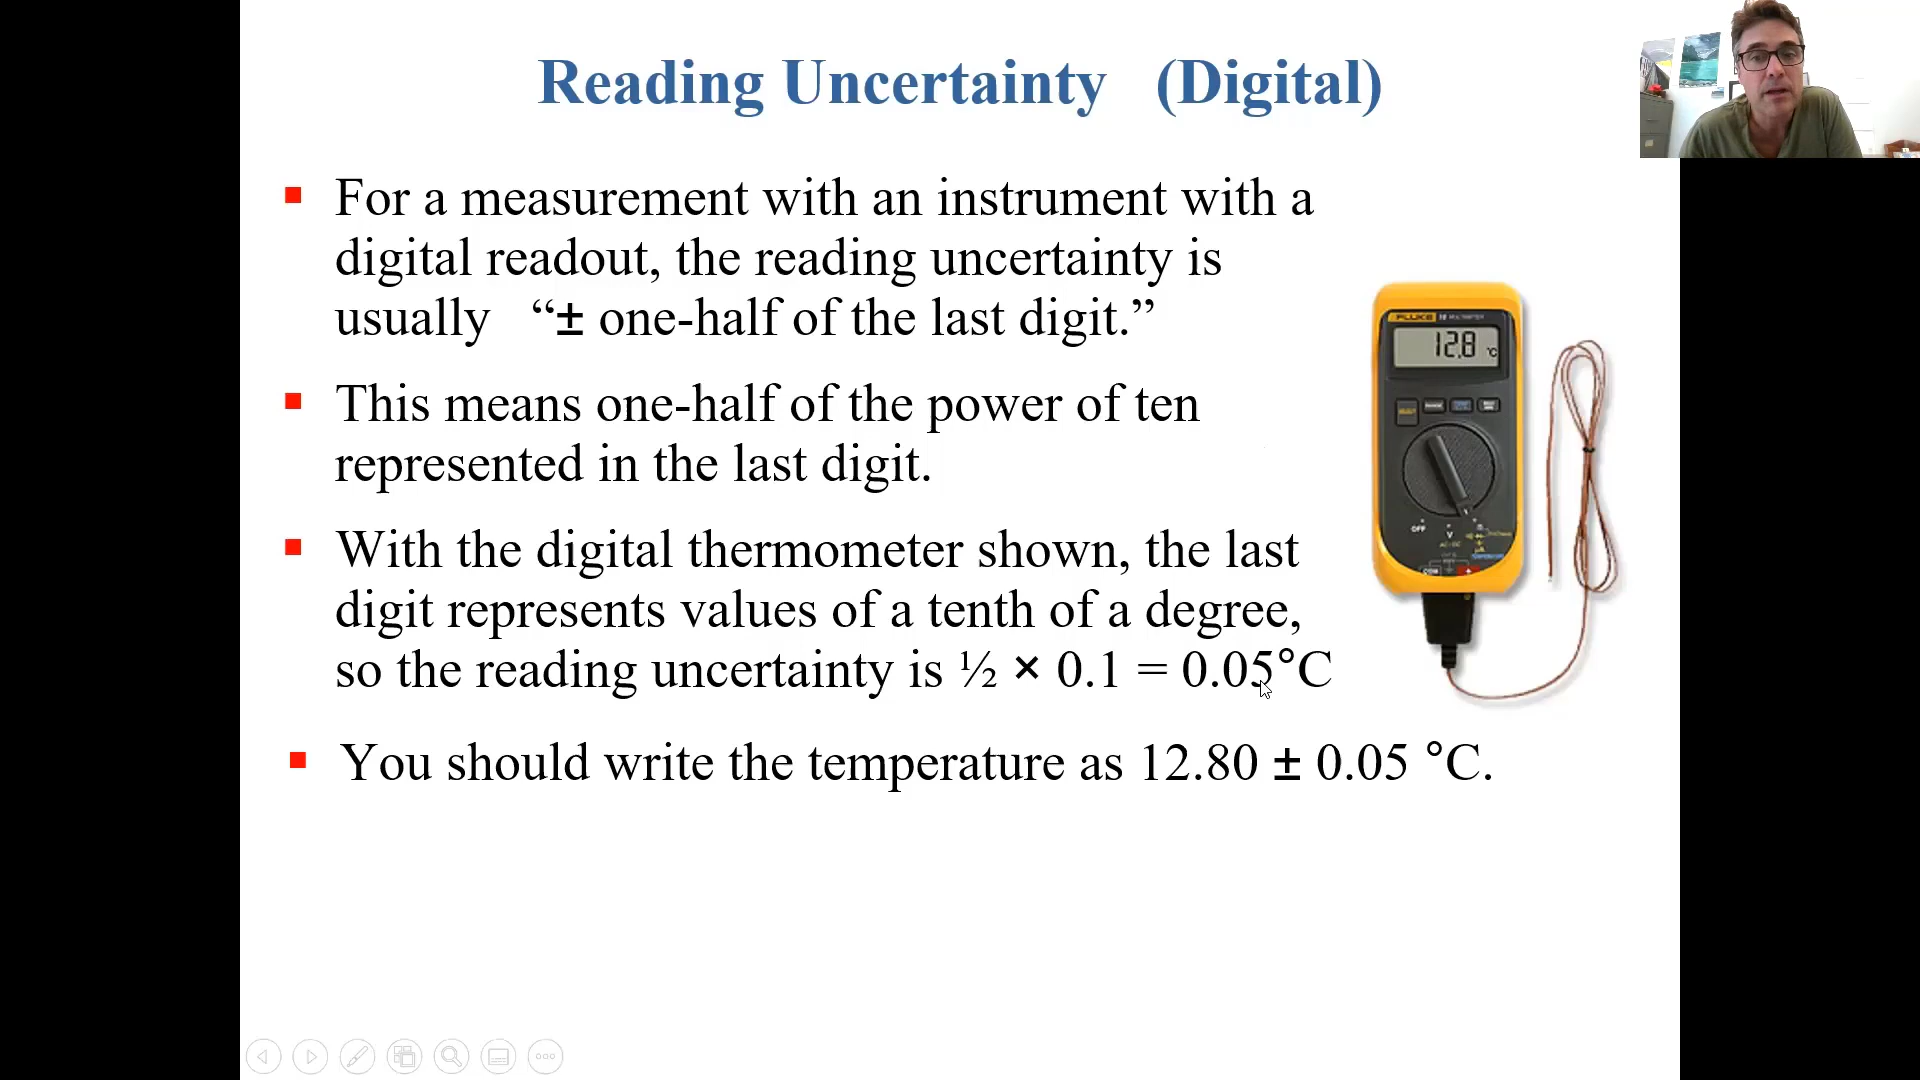 Reading Uncertainty (Digital)
For a measurement with an instrument with a
digital readout, the reading uncertainty is
usually “± one-half of the last digit.”
This means one-half of the power of ten
represented in the last digit.
With the digital thermometer shown, the last
digit represents values of a tenth of a degree,
so the reading uncertainty is ½ × 0.1 = 0.05°C
You should write the temperature as 12.80 ± 0.05 °C.
FLUKE
12.8 °C
OFF
V
COM